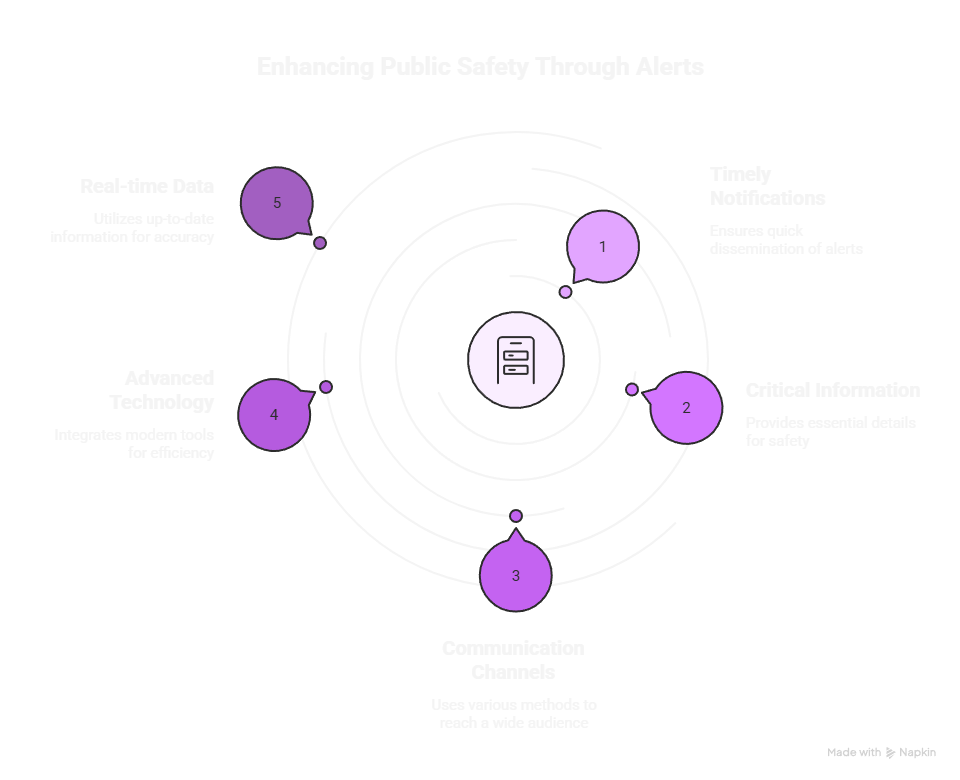 Enhancing Public Safety Through Alerts
Real-time Data
Utilizes up-to-date
information for accuracy
5
Timely
Notifications
Ensures quick
dissemination of alerts
1
Advanced
Technology
Integrates modern tools
for efficiency
4
2
Critical Information
Provides essential details
for safety
3
Communication
Channels
Uses various methods to
reach a wide audience
Made with Napkin